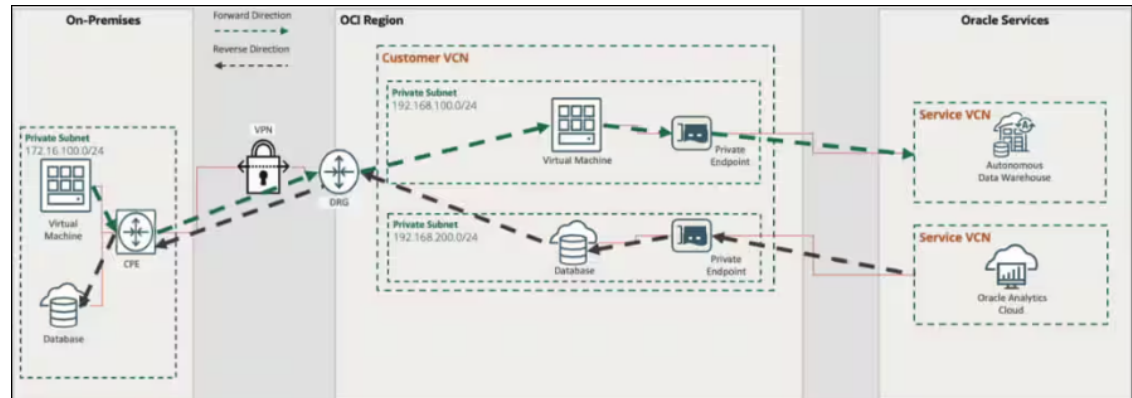 On-Premises
Forward Direction
Reverse Direction
OCI Region
Oracle Services
Customer VCN
Private Subnet
192.168.100.0/24
Virtual Machine
Private
Endpoint
Service VCN
Autonomous
Data Warehouse
VPN
DRG
Private Subnet
172.16.100.0/24
Virtual
Machine
CPE
Database
Private Subnet
192.168.200.0/24
Database
Private
Endpoint
Service VCN
Oracle Analytics
Cloud